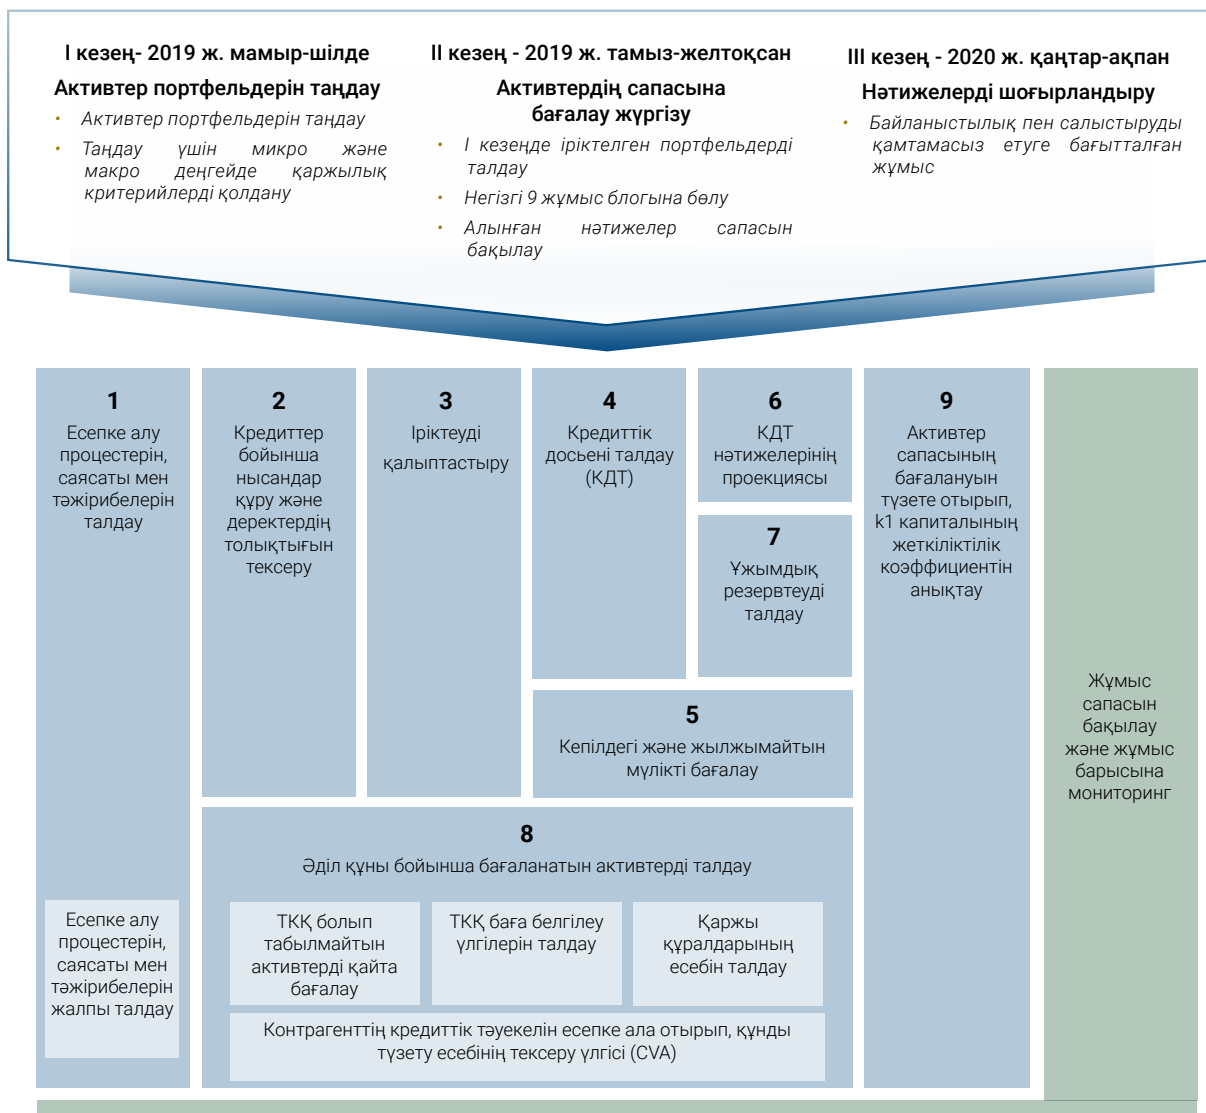 I кезең- 2019 ж. мамыр-шілде
Активтер портфельдерін таңдау
• Активтер портфельдерін таңдау
• Таңдау үшін микро және
макро деңгейде қаржылық
критерийлерді қолдану
II кезең - 2019 ж. тамыз-желтоқсан
Активтердің сапасына
бағалау жүргізу
• I кезеңде іріктелген портфельдерді
талдау
• Негізгі 9 жұмыс блогына бөлу
• Алынған нәтижелер сапасын
бақылау
III кезең - 2020 ж. қаңтар-ақпан
Нәтижелерді шоғырландыру
• Байланыстылық пен салыстыруды
қамтамасыз етуге бағытталған
жұмыс
1
Есепке алу
процестерін,
саясаты мен
тәжірибелерін
талдау
Есепке алу
процестерін,
саясаты мен
тәжірибелерін
жалпы талдау
2
Кредиттер
бойынша
нысандар
құру және
деректердің
толықтығын
тексеру
3
Іріктеуді
қалыптастыру
4
Кредиттік
досьені талдау
(КДТ)
6
КДТ
нәтижелерінің
проекциясы
7
Ұжымдық
резервтеуді
талдау
5
Кепілдегі және жылжымайтын
мүлікті бағалау
8
Әділ құны бойынша бағаланатын активтерді талдау
ТКҚ болып
табылмайтын
активтерді қайта
бағалау
ТКҚ баға белгілеу
үлгілерін талдау
Қаржы
құралдарының
есебін талдау
Контрагенттің кредиттік тәуекелін есепке ала отырып, құнды
түзету есебінің тексеру үлгісі (CVA)
9
Активтер
сапасының
бағалануын
түзете отырып,
k1 капиталының
жеткіліктілік
коэффициентін
анықтау
Жұмыс
сапасын
бақылау
және жұмыс
барысына
мониторинг